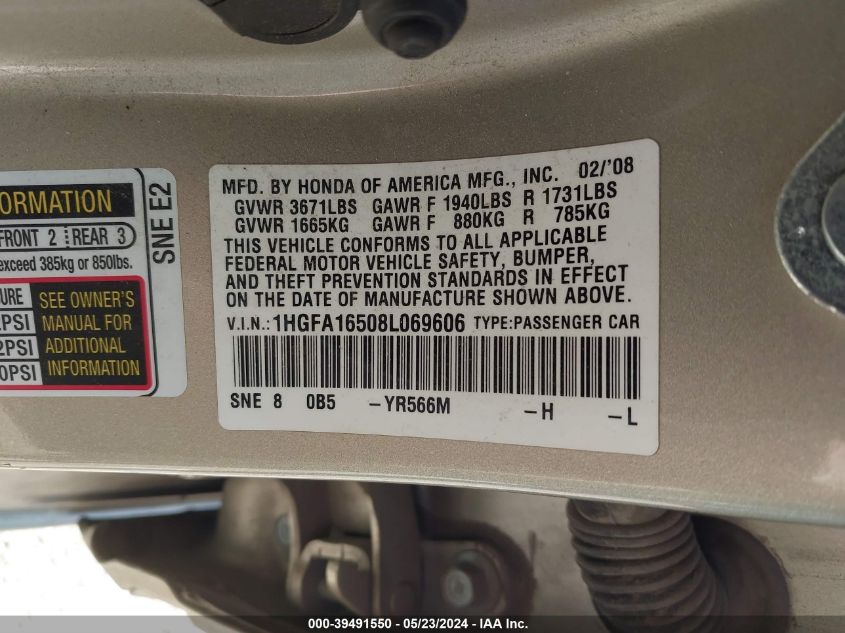 ORMATION
FRONT 2 REAR 3
exceed 385kg or 850lbs.
URE SEE OWNER'S
2PSI MANUAL FOR
2PSI ADDITIONAL
0PSI INFORMATION
SNE E2
MFD. BY HONDA OF AMERICA MFG., INC. 02/'08
GVWR 3671LBS GAWR F 1940LBS R 1731LBS
GVWR 1665KG GAWR F 880KG R 785KG
THIS VEHICLE CONFORMS TO ALL APPLICABLE
FEDERAL MOTOR VEHICLE SAFETY, BUMPER,
AND THEFT PREVENTION STANDARDS IN EFFECT
ON THE DATE OF MANUFACTURE SHOWN ABOVE.
V.I.N.: 1HGFA16508L069606 TYPE:PASSENGER CAR
SNE 8 0B5 -YR566M -H -L
000-39491550 / 05/23/2024 - IAA Inc.